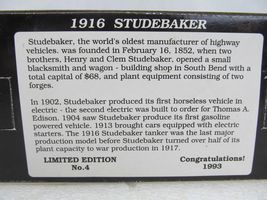 1916 STUDEBAKER
Studebaker, the world's oldest manufacturer of highway
vehicles. was founded in February 16, 1852, when two
brothers, Henry and Clem Studebaker, opened a small
blacksmith and wagon - building shop in South Bend with a
total capital of $68, and plant equipment consisting of two
forges.
In 1902, Studebaker produced its first horseless vehicle in
electric - the second electric was built to order for Thomas A.
Edison. 1904 saw Studebaker produce its first gasoline
powered vehicle. 1913 brought cars equipped with electric
starters. The 1916 Studebaker tanker was the last major
production model before Studebaker turned over half of its
plant capacity to war production in 1917.
LIMITED EDITION
No.4
Congratulations!
1993